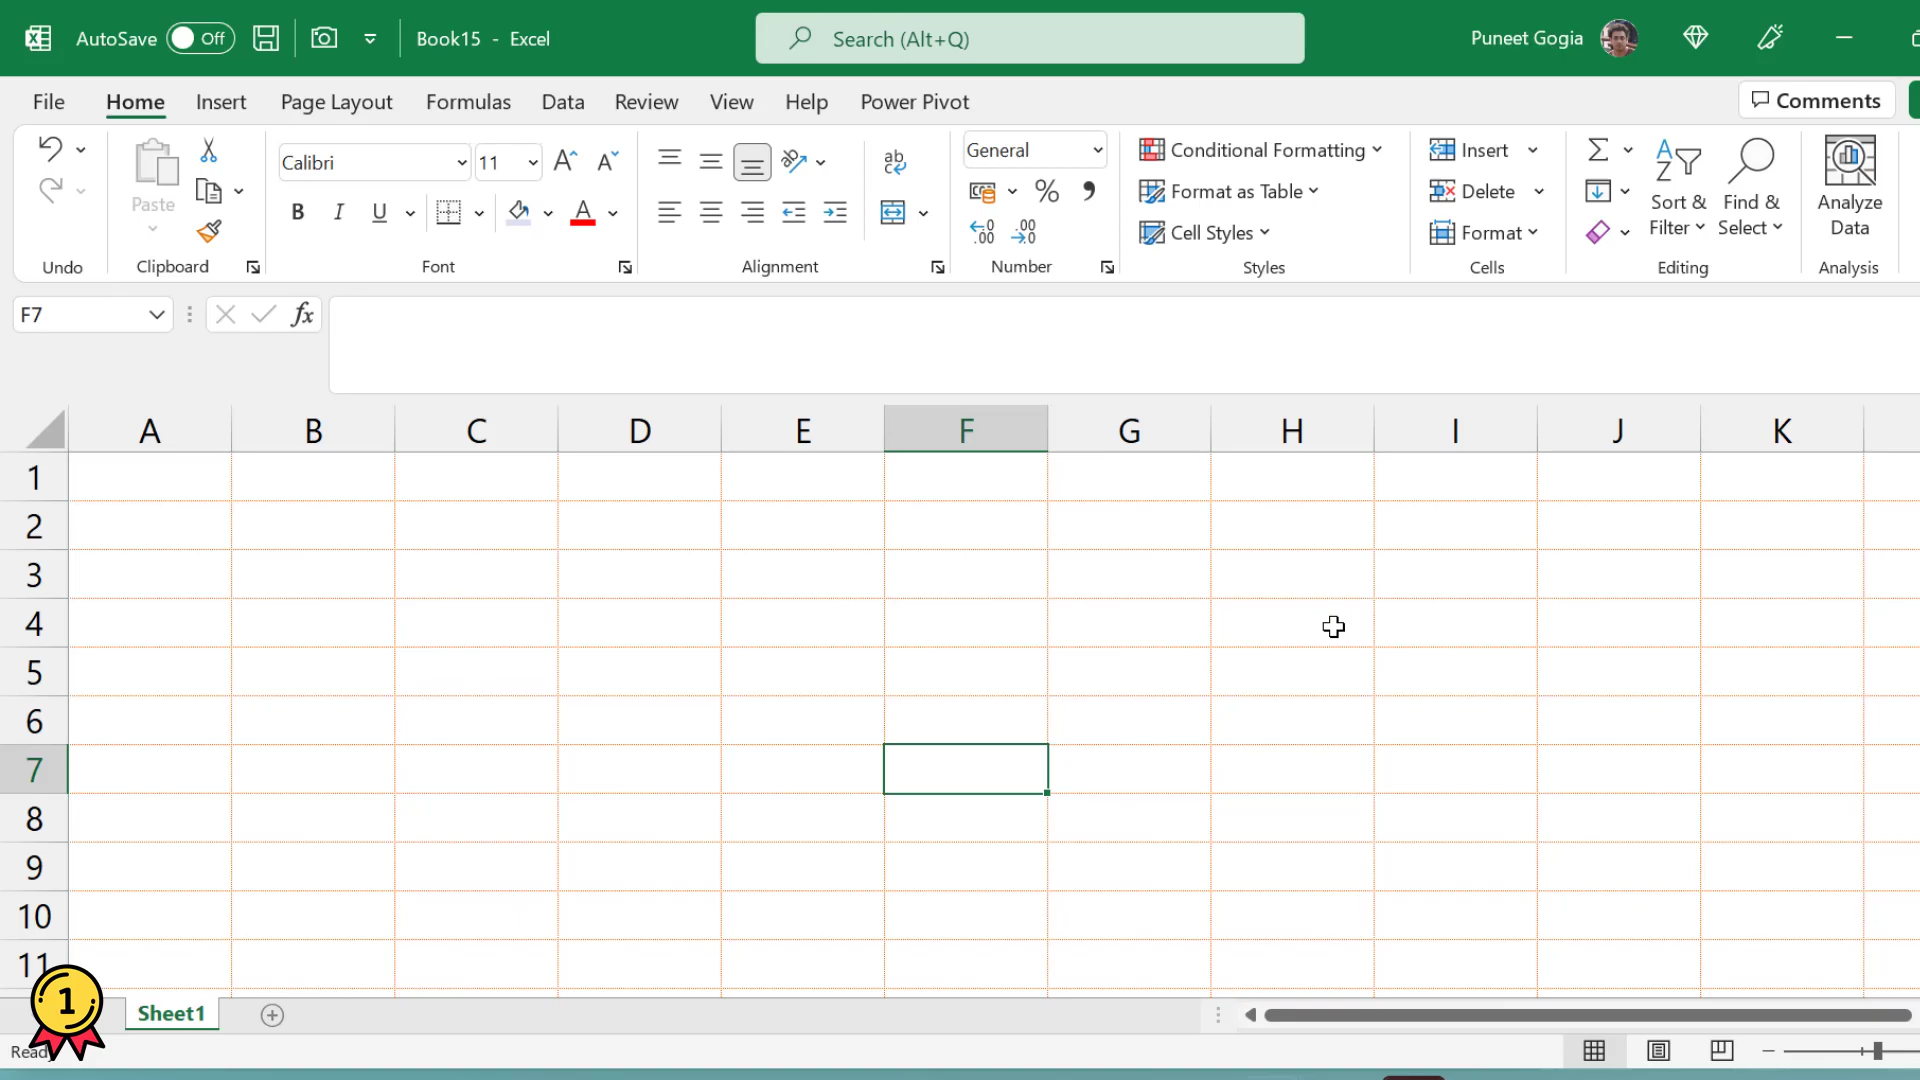 AutoSave Off Book15 - Excel Search (Alt+Q) Puneet Gogia
File Home Insert Page Layout Formulas Data Review View Help Power Pivot Comments
Calibri 11 General Conditional Formatting Insert
Paste Format as Table Delete Sort & Filter Find & Select Analyze Data
B I U A Cell Styles Format
Undo Clipboard Font Alignment Number Styles Cells Editing Analysis
F7 fx
A B C D E F G H I J K
1
2
3
4
5
6
7
8
9
10
11
1 Sheet1
Ready